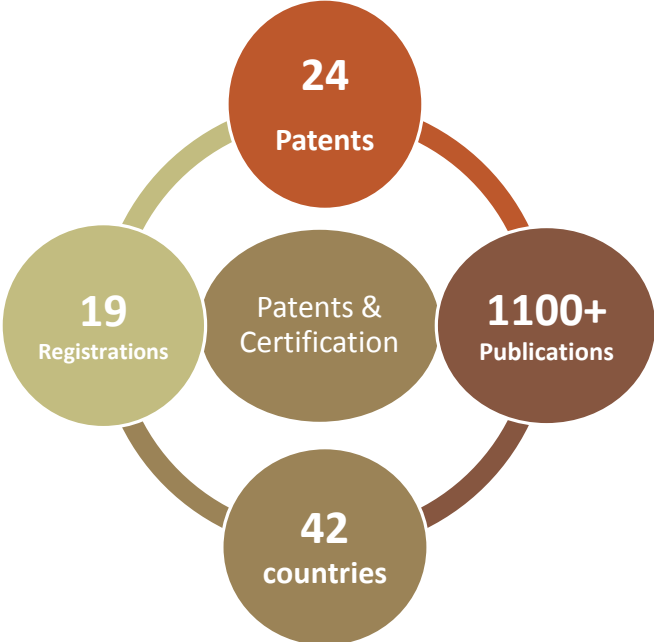 24
Patents
19
Registrations
Patents &
Certification
1100+
Publications
42
countries